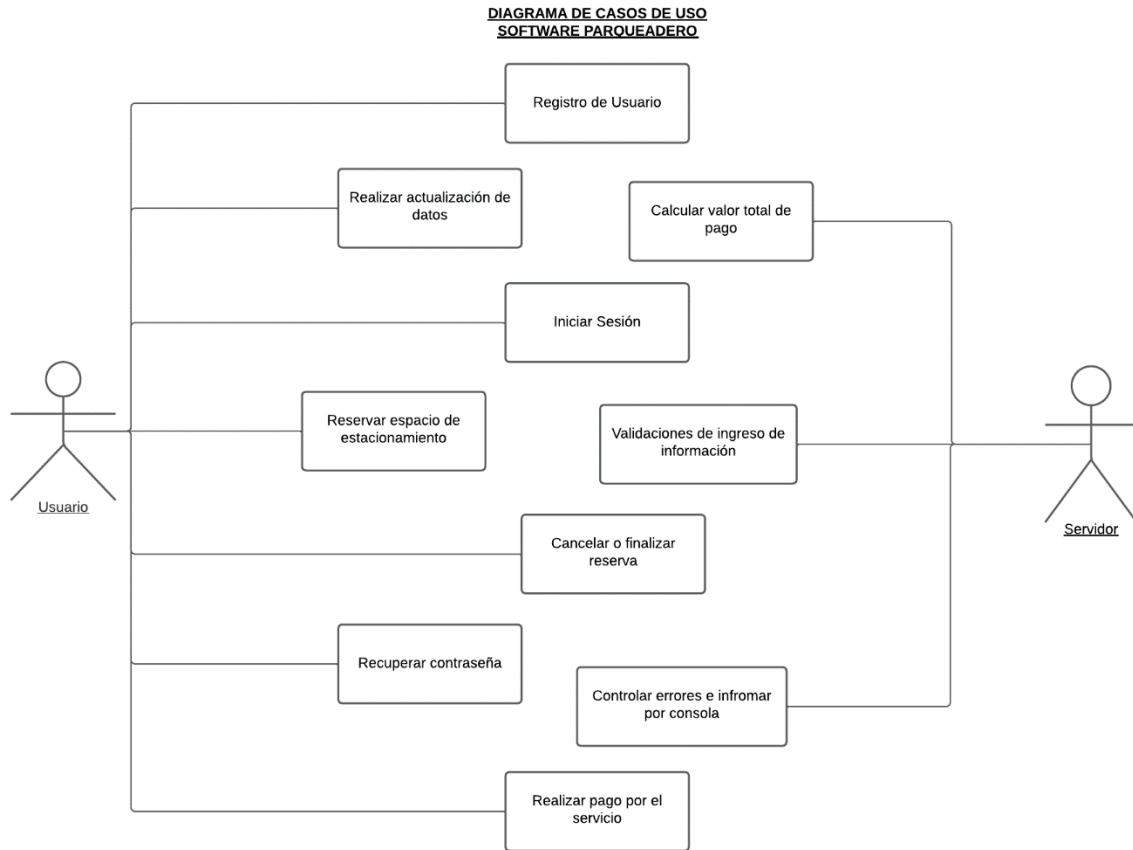 DIAGRAMA DE CASOS DE USO
SOFTWARE PARQUEADERO
Registro de Usuario
Realizar actualización de
datos
Calcular valor total de
pago
Iniciar Sesión
Reservar espacio de
estacionamiento
Validaciones de ingreso de
información
Usuario
Servidor
Cancelar o finalizar
reserva
Recuperar contraseña
Controlar errores e infromar
por consola
Realizar pago por el
servicio